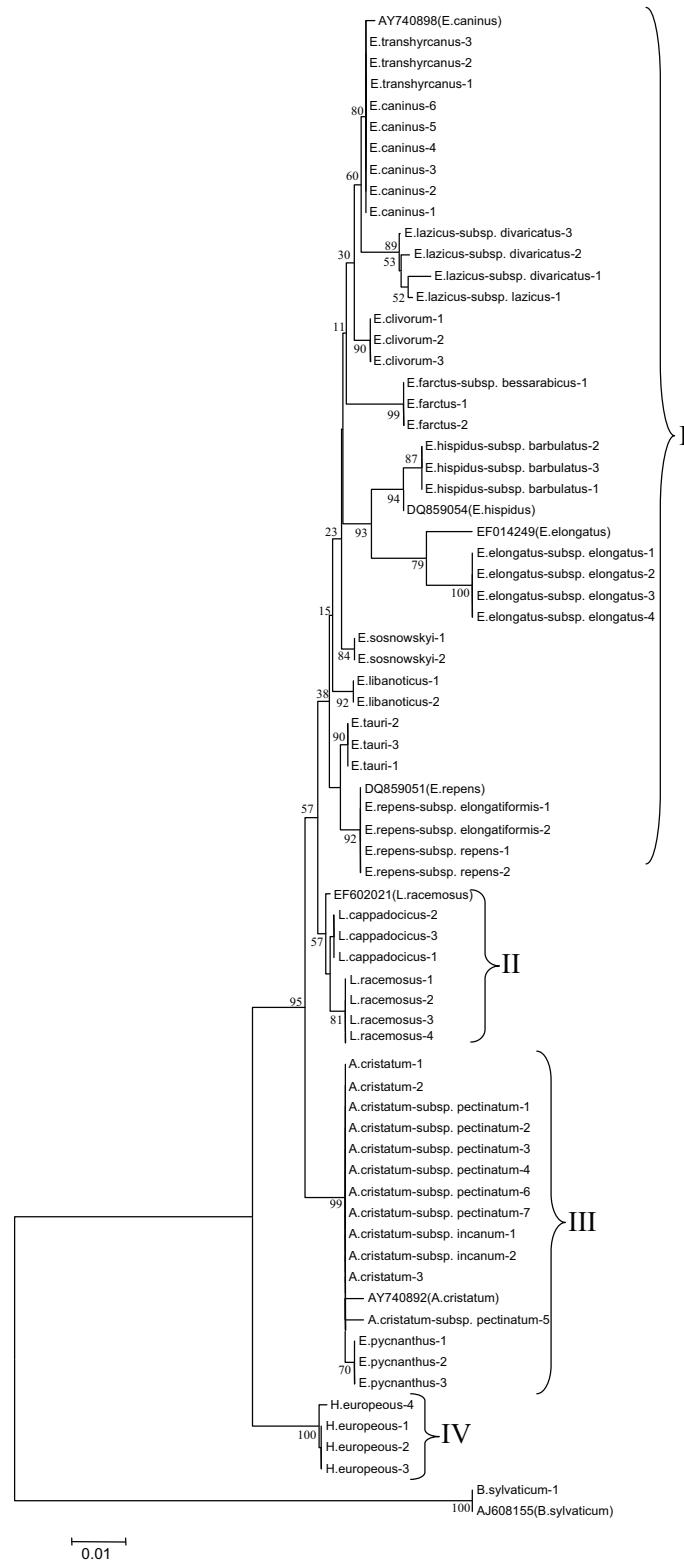 AY740898(E.caninus)
E.transhyrcanus-3
E.transhyrcanus-2
E.transhyrcanus-1
80
E.caninus-6
E.caninus-5
E.caninus-4
E.caninus-3
60
E.caninus-2
E.caninus-1
E.lazicus-subsp. divaricatus-3
89
30
E.lazicus-subsp. divaricatus-2
53
E.lazicus-subsp. divaricatus-1
52
E.lazicus-subsp. lazicus-1
E.clivorum-1
11
E.clivorum-2
90
E.clivorum-3
E.farctus-subsp. bessarabicus-1
E.farctus-1
99
E.farctus-2
I
E.hispidus-subsp. barbulatus-2
87
E.hispidus-subsp. barbulatus-3
E.hispidus-subsp. barbulatus-1
94
DQ859054(E.hispidus)
23
93
EF014249(E.elongatus)
E.elongatus-subsp. elongatus-1
79
E.elongatus-subsp. elongatus-2
100
E.elongatus-subsp. elongatus-3
15
E.elongatus-subsp. elongatus-4
E.sosnowskyi-1
84
E.sosnowskyi-2
E.libanoticus-1
38
92
E.libanoticus-2
E.tauri-2
90
E.tauri-3
E.tauri-1
DQ859051(E.repens)
57
E.repens-subsp. elongatiformis-1
E.repens-subsp. elongatiformis-2
92
E.repens-subsp. repens-1
E.repens-subsp. repens-2
EF602021(L.racemosus)
L.cappadocicus-2
57
L.cappadocicus-3
L.cappadocicus-1
II
L.racemosus-1
95
L.racemosus-2
81
L.racemosus-3
L.racemosus-4
A.cristatum-1
A.cristatum-2
A.cristatum-subsp. pectinatum-1
A.cristatum-subsp. pectinatum-2
A.cristatum-subsp. pectinatum-3
A.cristatum-subsp. pectinatum-4
A.cristatum-subsp. pectinatum-6
99
A.cristatum-subsp. pectinatum-7
III
A.cristatum-subsp. incanum-1
A.cristatum-subsp. incanum-2
A.cristatum-3
AY740892(A.cristatum)
A.cristatum-subsp. pectinatum-5
E.pycnanthus-1
E.pycnanthus-2
70
E.pycnanthus-3
H.europeous-4
H.europeous-1
100
IV
H.europeous-2
H.europeous-3
B.sylvaticum-1
100
AJ608155(B.sylvaticum)
0.01